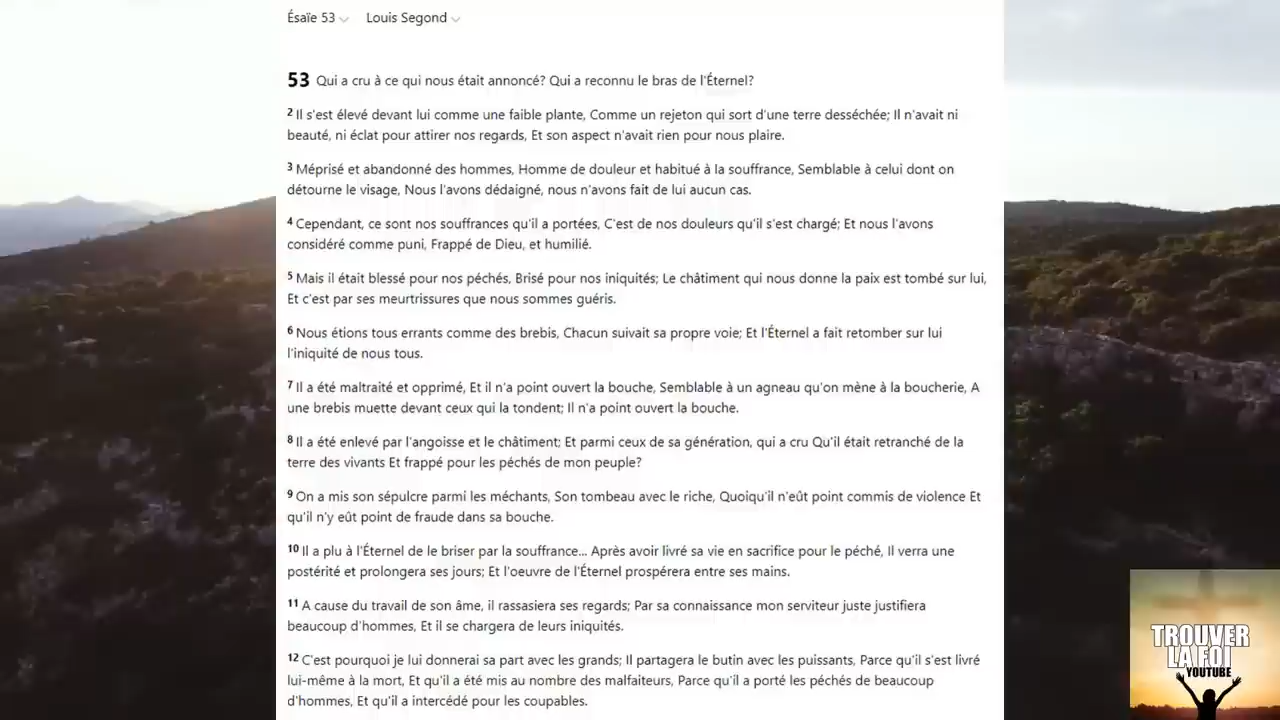 Ésaïe 53 Louis Segond
53 Qui a cru à ce qui nous était annoncé? Qui a reconnu le bras de l'Éternel?
2 Il s'est élevé devant lui comme une faible plante, Comme un rejeton qui sort d'une terre desséchée; Il n'avait ni
beauté, ni éclat pour attirer nos regards, Et son aspect n'avait rien pour nous plaire.
3 Méprisé et abandonné des hommes, Homme de douleur et habitué à la souffrance, Semblable à celui dont on
détourne le visage, Nous l'avons dédaigné, nous n'avons fait de lui aucun cas.
4 Cependant, ce sont nos souffrances qu'il a portées, C'est de nos douleurs qu'il s'est chargé; Et nous l'avons
considéré comme puni, Frappé de Dieu, et humilié.
5 Mais il était blessé pour nos péchés, Brisé pour nos iniquités; Le châtiment qui nous donne la paix est tombé sur lui,
Et c'est par ses meurtrissures que nous sommes guéris.
6 Nous étions tous errants comme des brebis, Chacun suivait sa propre voie; Et l'Éternel a fait retomber sur lui
l'iniquité de nous tous.
7 Il a été maltraité et opprimé, Et il n'a point ouvert la bouche, Semblable à un agneau qu'on mène à la boucherie, A
une brebis muette devant ceux qui la tondent; Il n'a point ouvert la bouche.
8 Il a été enlevé par l'angoisse et le châtiment; Et parmi ceux de sa génération, qui a cru Qu'il était retranché de la
terre des vivants Et frappé pour les péchés de mon peuple?
9 On a mis son sépulcre parmi les méchants, Son tombeau avec le riche, Quoiqu'il n'eût point commis de violence Et
qu'il n'y eût point de fraude dans sa bouche.
10 Il a plu à l'Éternel de le briser par la souffrance... Après avoir livré sa vie en sacrifice pour le péché, Il verra une
postérité et prolongera ses jours; Et l'oeuvre de l'Éternel prospérera entre ses mains.
11 A cause du travail de son âme, il rassasiera ses regards; Par sa connaissance mon serviteur juste justifiera
beaucoup d'hommes, Et il se chargera de leurs iniquités.
12 C'est pourquoi je lui donnerai sa part avec les grands; Il partagera le butin avec les puissants, Parce qu'il s'est livré
lui-même à la mort, Et qu'il a été mis au nombre des malfaiteurs, Parce qu'il a porté les péchés de beaucoup
d'hommes, Et qu'il a intercédé pour les coupables.
TROUVER
LA FOI
YOUTUBE